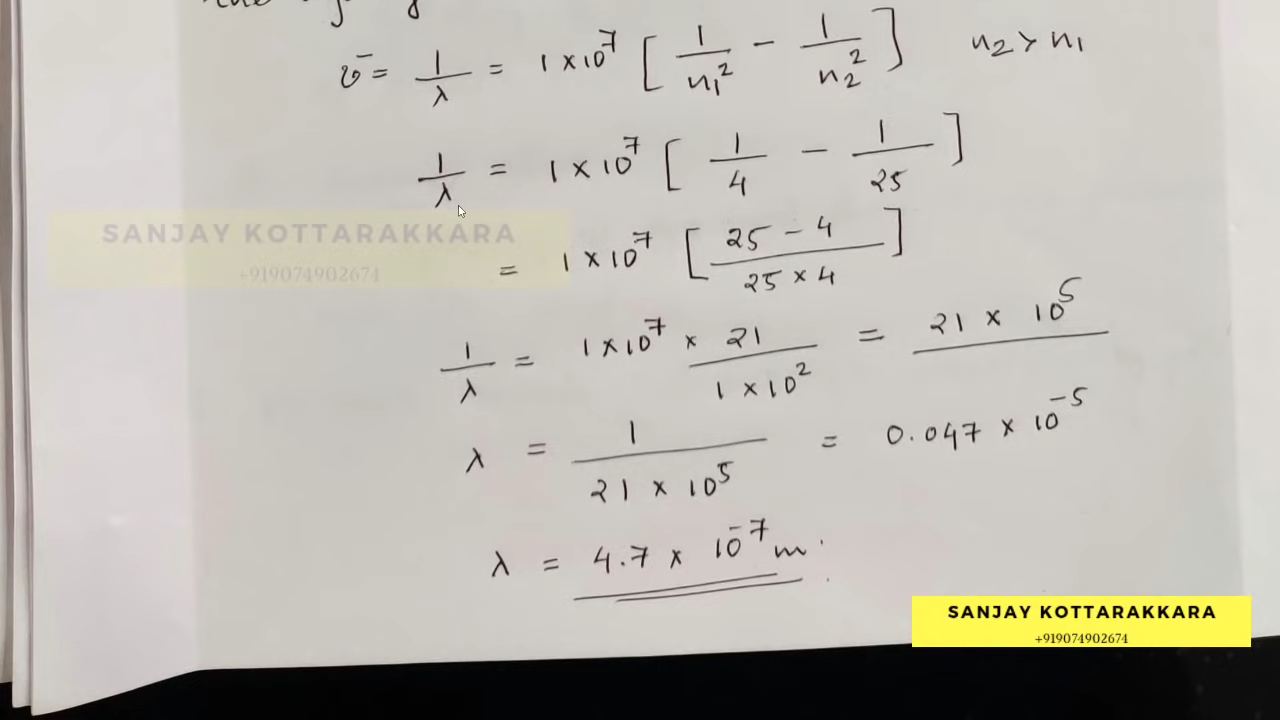 the
ῡ = 1/λ = 1 × 10⁷ [ 1/n₁² − 1/n₂² ] n₂ > n₁
1/λ = 1 × 10⁷ [ 1/4 − 1/25 ]
SANJAY KOTTARAKKARA
+919074902674
= 1 × 10⁷ [ (25 − 4)/(25 × 4) ]
1/λ = 1 × 10⁷ × 21/(1 × 10²) = 21 × 10⁵
λ = 1/(21 × 10⁵) = 0.047 × 10⁻⁵
λ = 4.7 × 10⁻⁷ m.
SANJAY KOTTARAKKARA
+919074902674